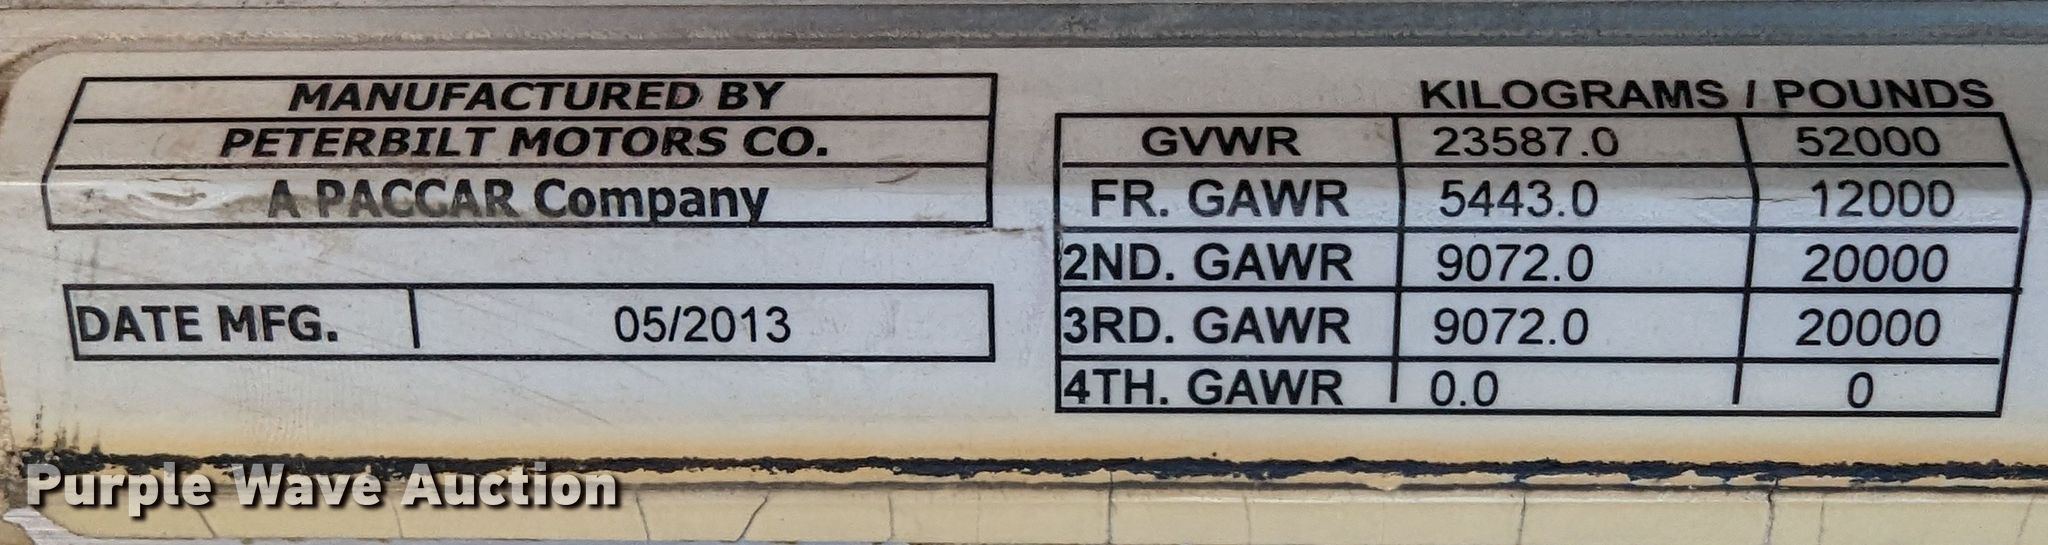 MANUFACTURED BY
PETERBILT MOTORS CO.
A PACCAR Company
DATE MFG. 05/2013
KILOGRAMS / POUNDS
GVWR 23587.0 52000
FR. GAWR 5443.0 12000
2ND. GAWR 9072.0 20000
3RD. GAWR 9072.0 20000
4TH. GAWR 0.0 0
Purple Wave Auction